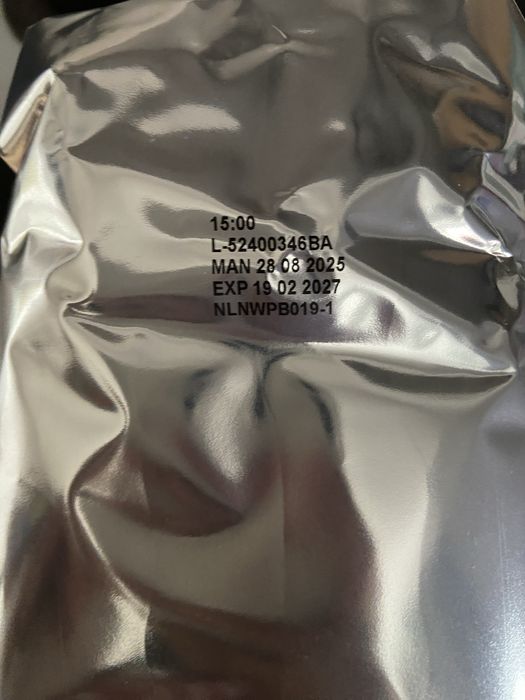 15:00
L-52400346BA
MAN 28 08 2025
EXP 19 02 2027
NLNWPB019-1